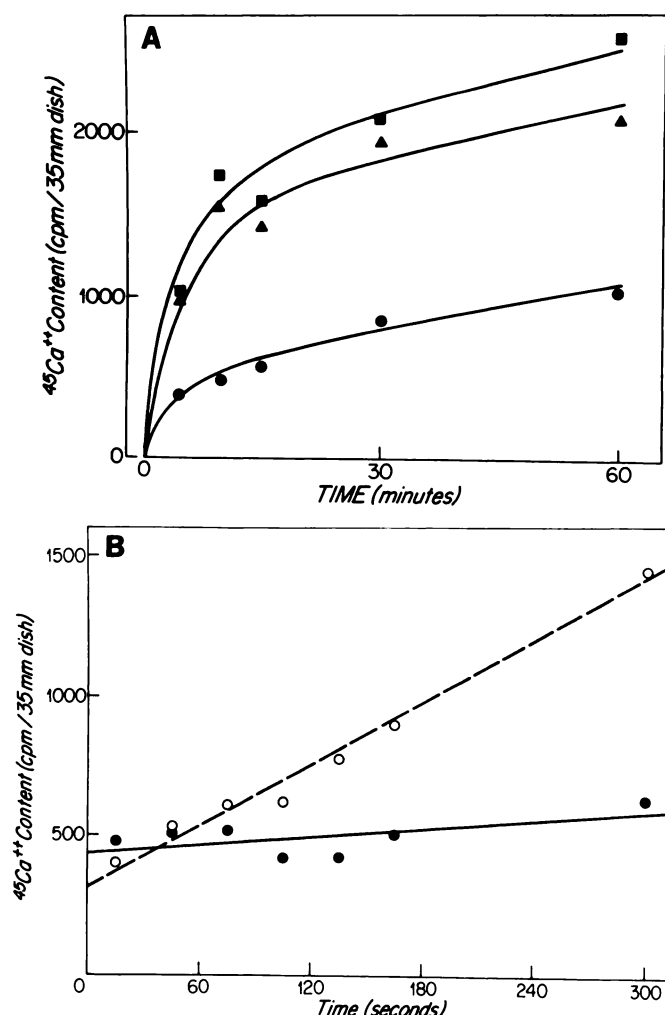 A
45Ca++ Content (cpm/35mm dish)
2000
1000
0
0 30 60
TIME (minutes)
B
45Ca++ Content (cpm/35mm dish)
1500
1000
500
0 60 120 180 240 300
Time (seconds)